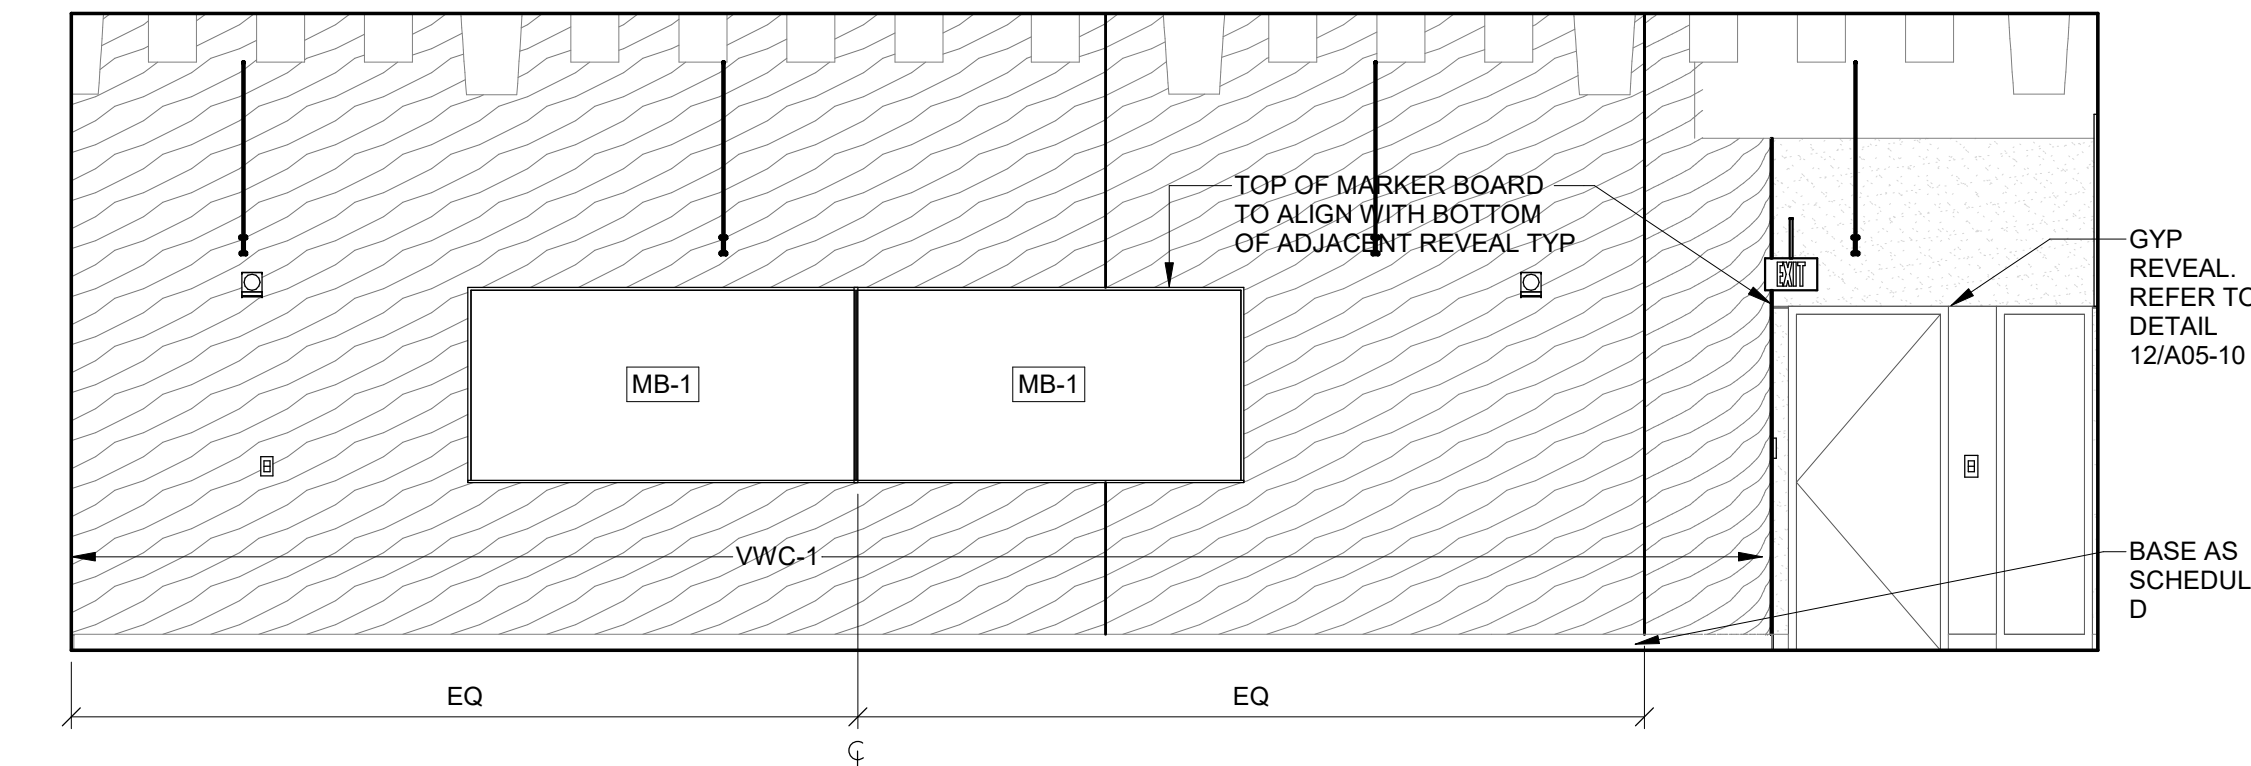 TOP OF MARKER BOARD
TO ALIGN WITH BOTTOM
OF ADJACENT REVEAL TYP
GYP
REVEAL.
REFER TO
DETAIL
12/A05-10
EXIT
MB-1
MB-1
VWC-1
BASE AS
SCHEDUL
D
EQ
EQ